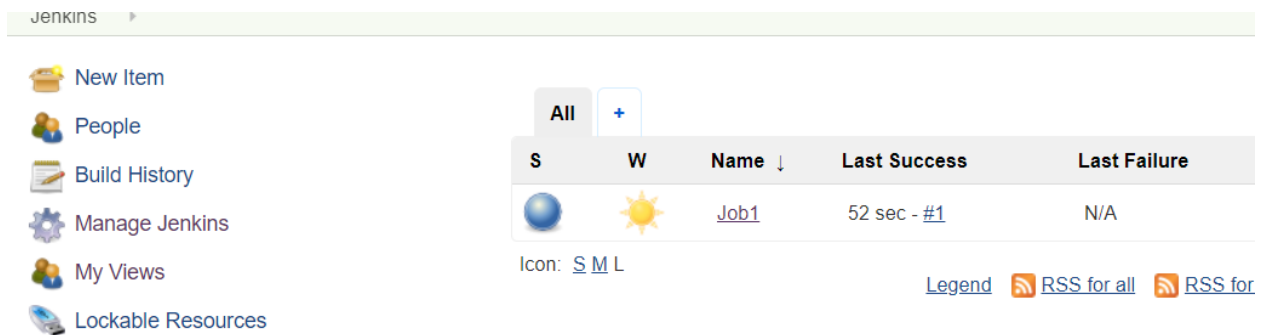 Jenkins
New Item
People
Build History
Manage Jenkins
My Views
Lockable Resources
All +
S W Name ↓ Last Success Last Failure
Job1 52 sec - #1 N/A
Icon: S M L
Legend RSS for all RSS for